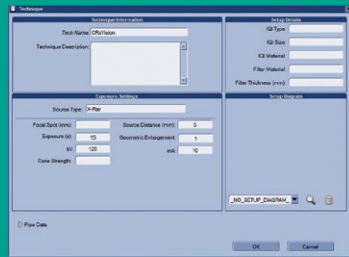 Technique
Technique Information
Tech Name: CRxVision
Technique Description:
Setup Details
IQI Type:
IQI Size:
IQI Material:
Filter Material:
Filter Thickness (mm):
Exposure Settings
Source Type: X-Ray
Focal Spot (mm):
Source Distance (mm): 0
Exposure (s): 15
Geometric Enlargement: 1
kV: 120
mA: 10
Curie Strength:
Setup Diagram
_NO_SETUP_DIAGRAM_
Pipe Data
OK
Cancel